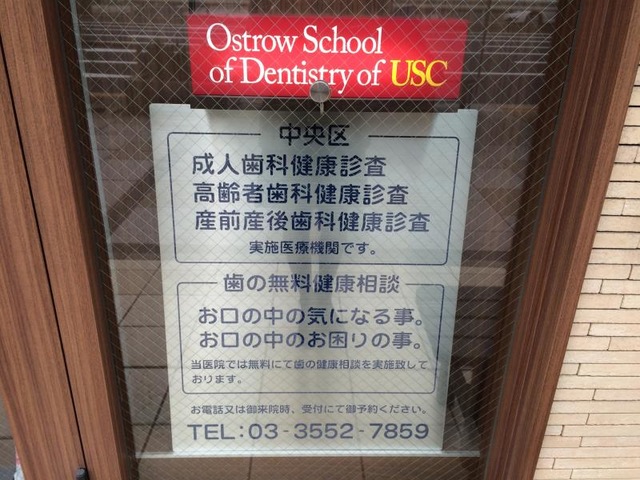 Ostrow School
of Dentistry of USC
中央区
成人歯科健康診査
高齢者歯科健康診査
産前産後歯科健康診査
実施医療機関です。
歯の無料健康相談
お口の中の気になる事。
お口の中のお困りの事。
当医院では無料にて歯の健康相談を実施致して
おります。
お電話又は御来院時、受付にて御予約ください。
TEL:03-3552-7859